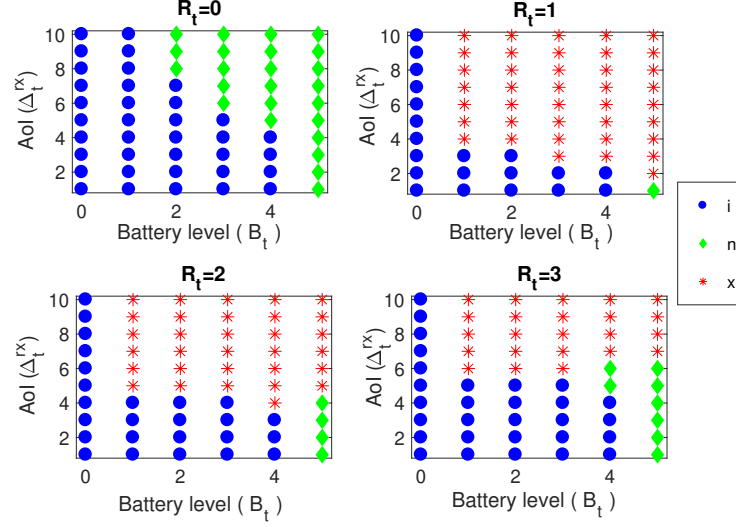 R_t=0
10
8
6
4
2
AoI (Δ_t^rx)
0
2
4
Battery level ( B_t )
R_t=1
10
8
6
4
2
AoI (Δ_t^rx)
0
2
4
Battery level ( B_t )
i
n
x
R_t=2
10
8
6
4
2
AoI (Δ_t^rx)
0
2
4
Battery level ( B_t )
R_t=3
10
8
6
4
2
AoI (Δ_t^rx)
0
2
4
Battery level ( B_t )